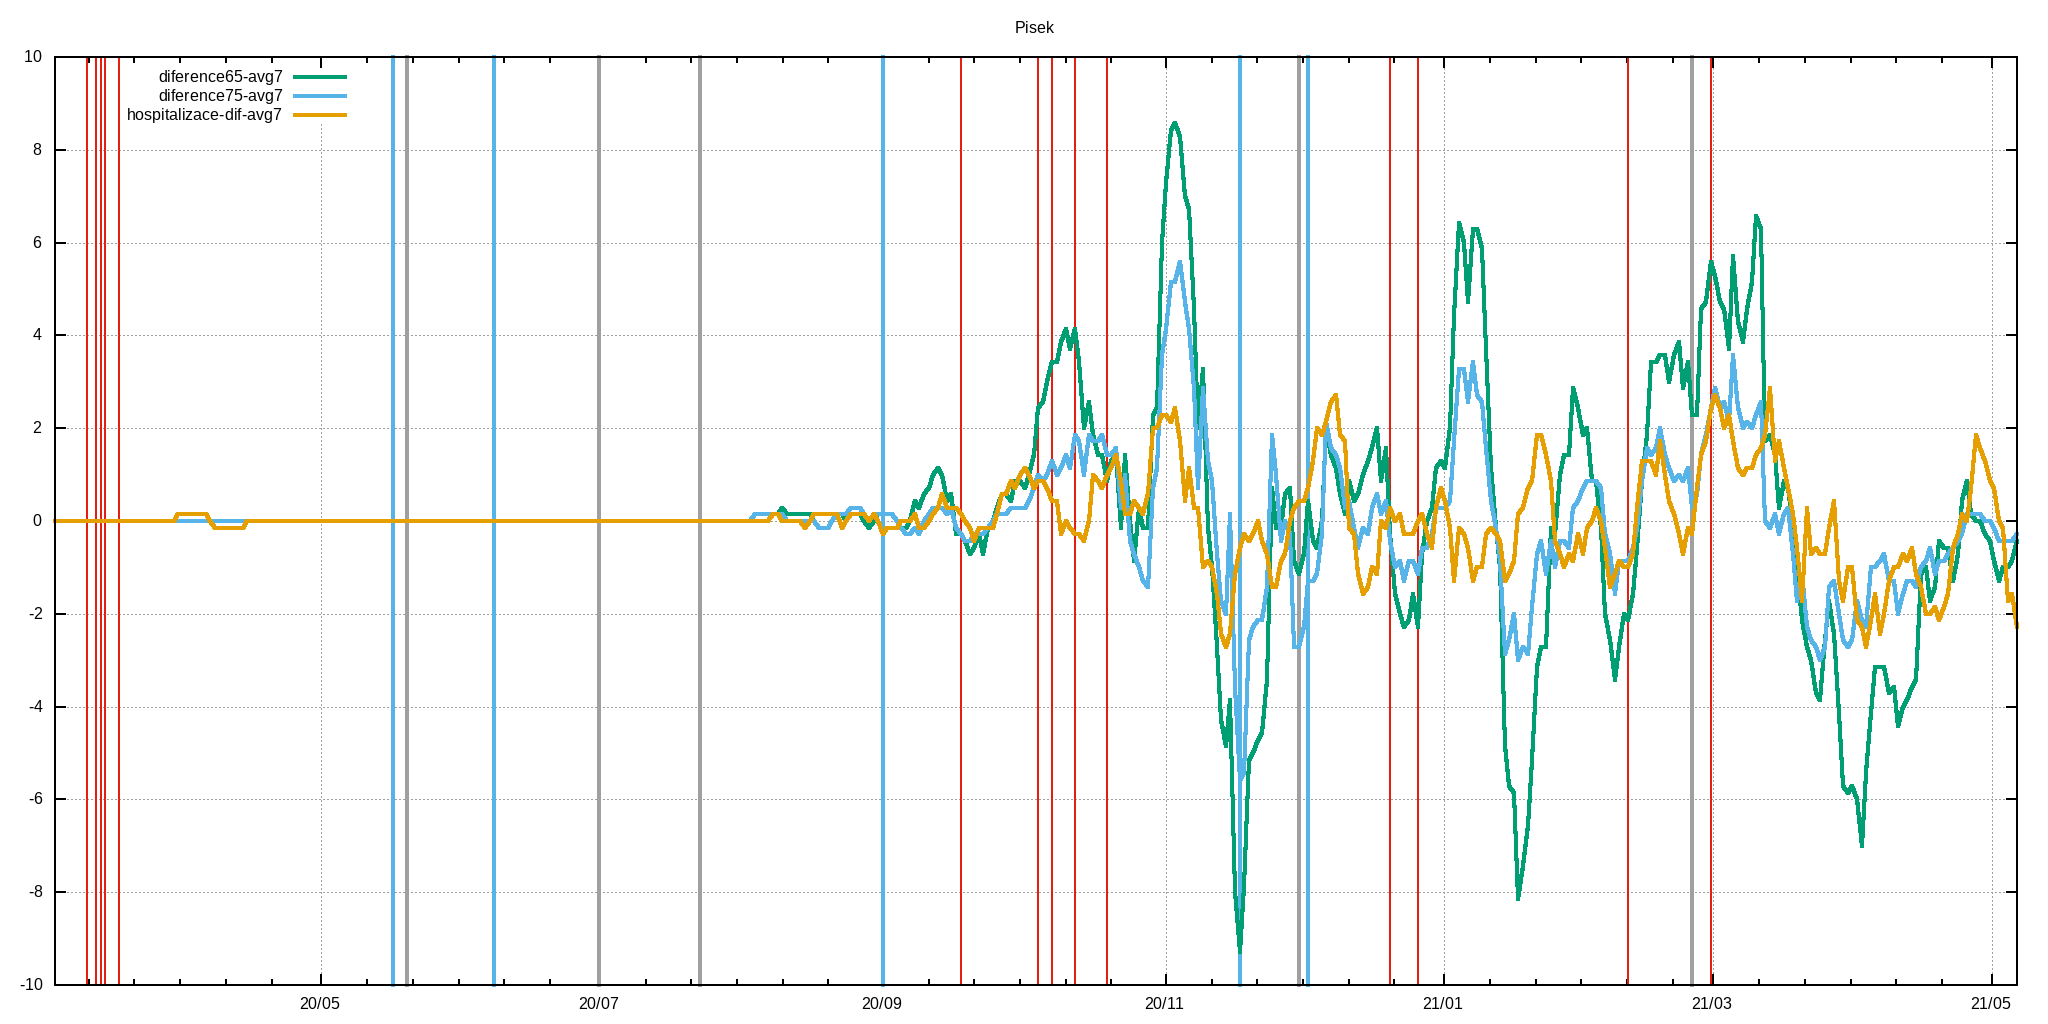 Pisek
10
diference65-avg7
diference75-avg7
hospitalizace-dif-avg7
8
6
4
2
0
-2
-4
-6
-8
-10
20/05 20/07 20/09 20/11 21/01 21/03 21/05